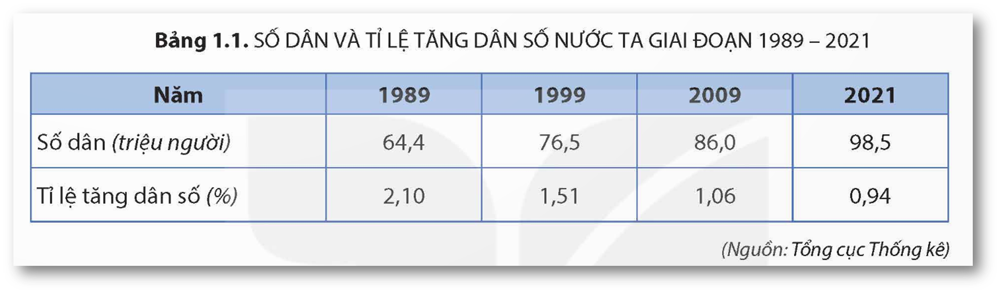 Bảng 1.1. SỐ DÂN VÀ TỈ LỆ TĂNG DÂN SỐ NƯỚC TA GIAI ĐOẠN 1989 – 2021
Năm 1989 1999 2009 2021
Số dân (triệu người) 64,4 76,5 86,0 98,5
Tỉ lệ tăng dân số (%) 2,10 1,51 1,06 0,94
(Nguồn: Tổng cục Thống kê)